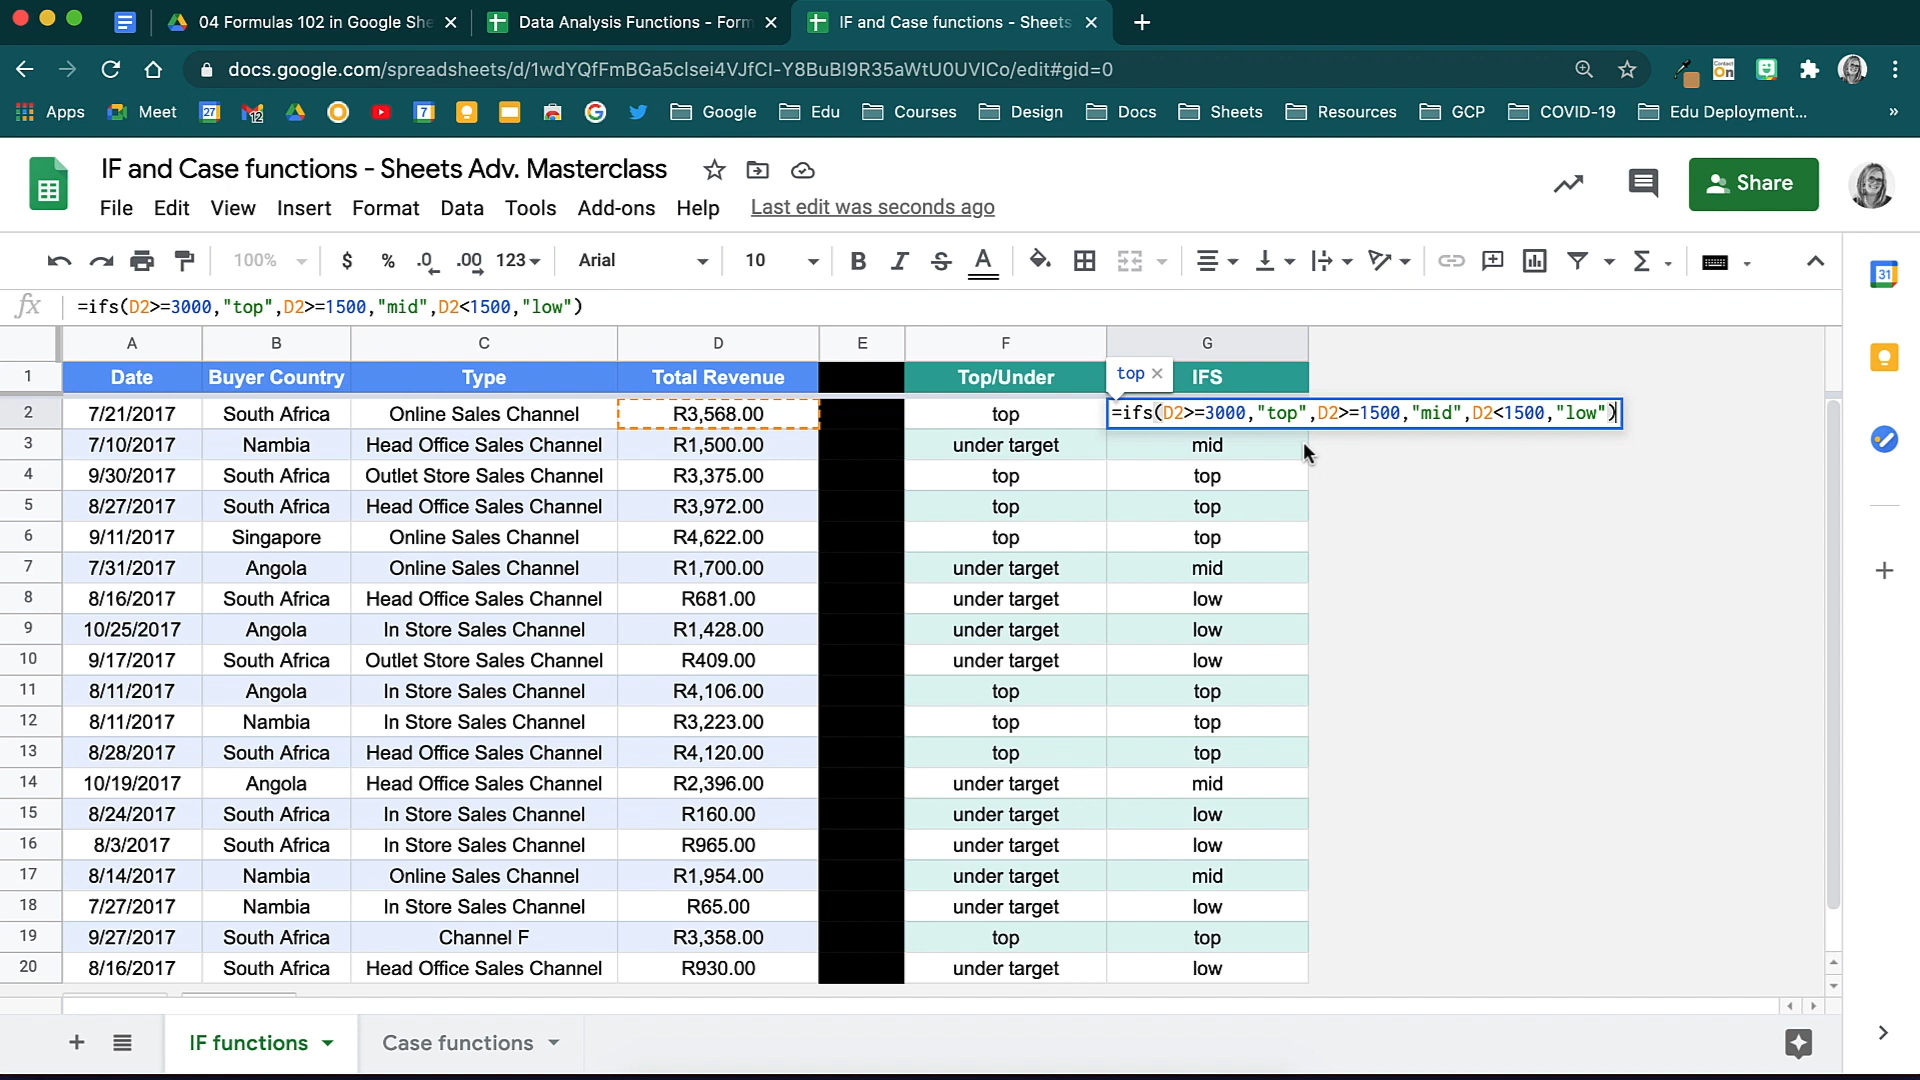 04 Formulas 102 in Google She
Data Analysis Functions - Form
IF and Case functions - Sheets
docs.google.com/spreadsheets/d/1wdYQfFmBGa5clsei4VJfCI-Y8BuBI9R35aWtU0UVICo/edit#gid=0
Apps Meet Google Edu Courses Design Docs Sheets Resources GCP COVID-19 Edu Deployment... »
IF and Case functions - Sheets Adv. Masterclass
Share
File Edit View Insert Format Data Tools Add-ons Help Last edit was seconds ago
100% $ % .0 .00 123 Arial 10 B I S A Σ
31
fx =ifs(D2>=3000,"top",D2>=1500,"mid",D2<1500,"low")
A B C D E F G
1 Date Buyer Country Type Total Revenue Top/Under top × IFS
2 7/21/2017 South Africa Online Sales Channel R3,568.00 top =ifs(D2>=3000,"top",D2>=1500,"mid",D2<1500,"low")
3 7/10/2017 Nambia Head Office Sales Channel R1,500.00 under target mid
4 9/30/2017 South Africa Outlet Store Sales Channel R3,375.00 top top
5 8/27/2017 South Africa Head Office Sales Channel R3,972.00 top top
6 9/11/2017 Singapore Online Sales Channel R4,622.00 top top
7 7/31/2017 Angola Online Sales Channel R1,700.00 under target mid
8 8/16/2017 South Africa Head Office Sales Channel R681.00 under target low
9 10/25/2017 Angola In Store Sales Channel R1,428.00 under target low
10 9/17/2017 South Africa Outlet Store Sales Channel R409.00 under target low
11 8/11/2017 Angola In Store Sales Channel R4,106.00 top top
12 8/11/2017 Nambia In Store Sales Channel R3,223.00 top top
13 8/28/2017 South Africa Head Office Sales Channel R4,120.00 top top
14 10/19/2017 Angola Head Office Sales Channel R2,396.00 under target mid
15 8/24/2017 South Africa In Store Sales Channel R160.00 under target low
16 8/3/2017 South Africa In Store Sales Channel R965.00 under target low
17 8/14/2017 Nambia Online Sales Channel R1,954.00 under target mid
18 7/27/2017 Nambia In Store Sales Channel R65.00 under target low
19 9/27/2017 South Africa Channel F R3,358.00 top top
20 8/16/2017 South Africa Head Office Sales Channel R930.00 under target low
IF functions Case functions